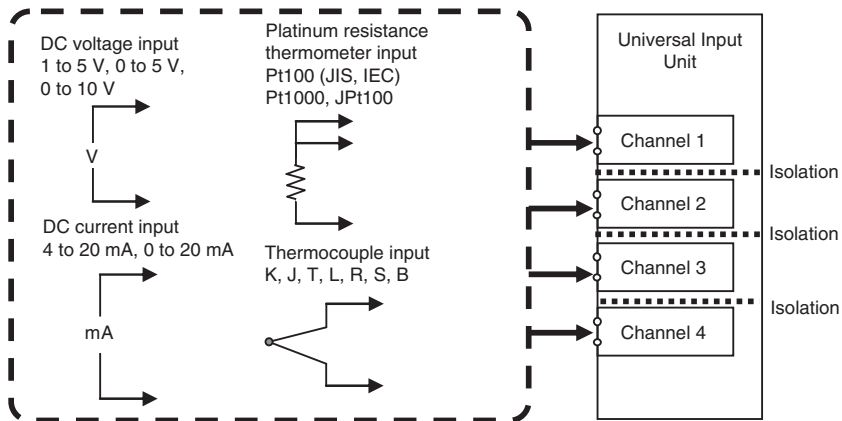 DC voltage input
1 to 5 V, 0 to 5 V,
0 to 10 V
V
DC current input
4 to 20 mA, 0 to 20 mA
mA
Platinum resistance
thermometer input
Pt100 (JIS, IEC)
Pt1000, JPt100
Thermocouple input
K, J, T, L, R, S, B
Universal Input
Unit
Channel 1
Isolation
Channel 2
Isolation
Channel 3
Isolation
Channel 4